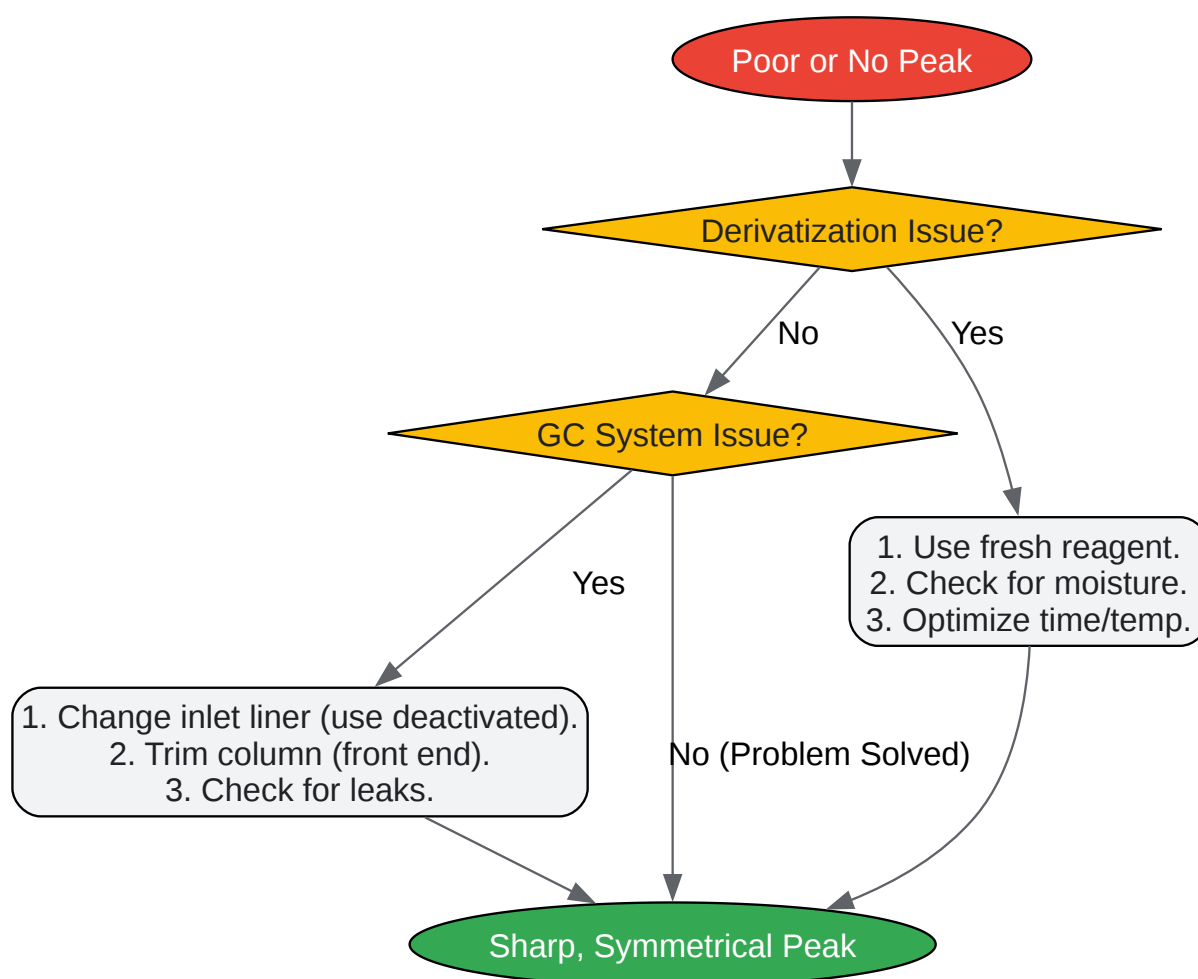 Poor or No Peak
Derivatization Issue?
No
Yes
GC System Issue?
1. Use fresh reagent.
2. Check for moisture.
3. Optimize time/temp.
Yes
1. Change inlet liner (use deactivated).
2. Trim column (front end).
3. Check for leaks.
No (Problem Solved)
Sharp, Symmetrical Peak